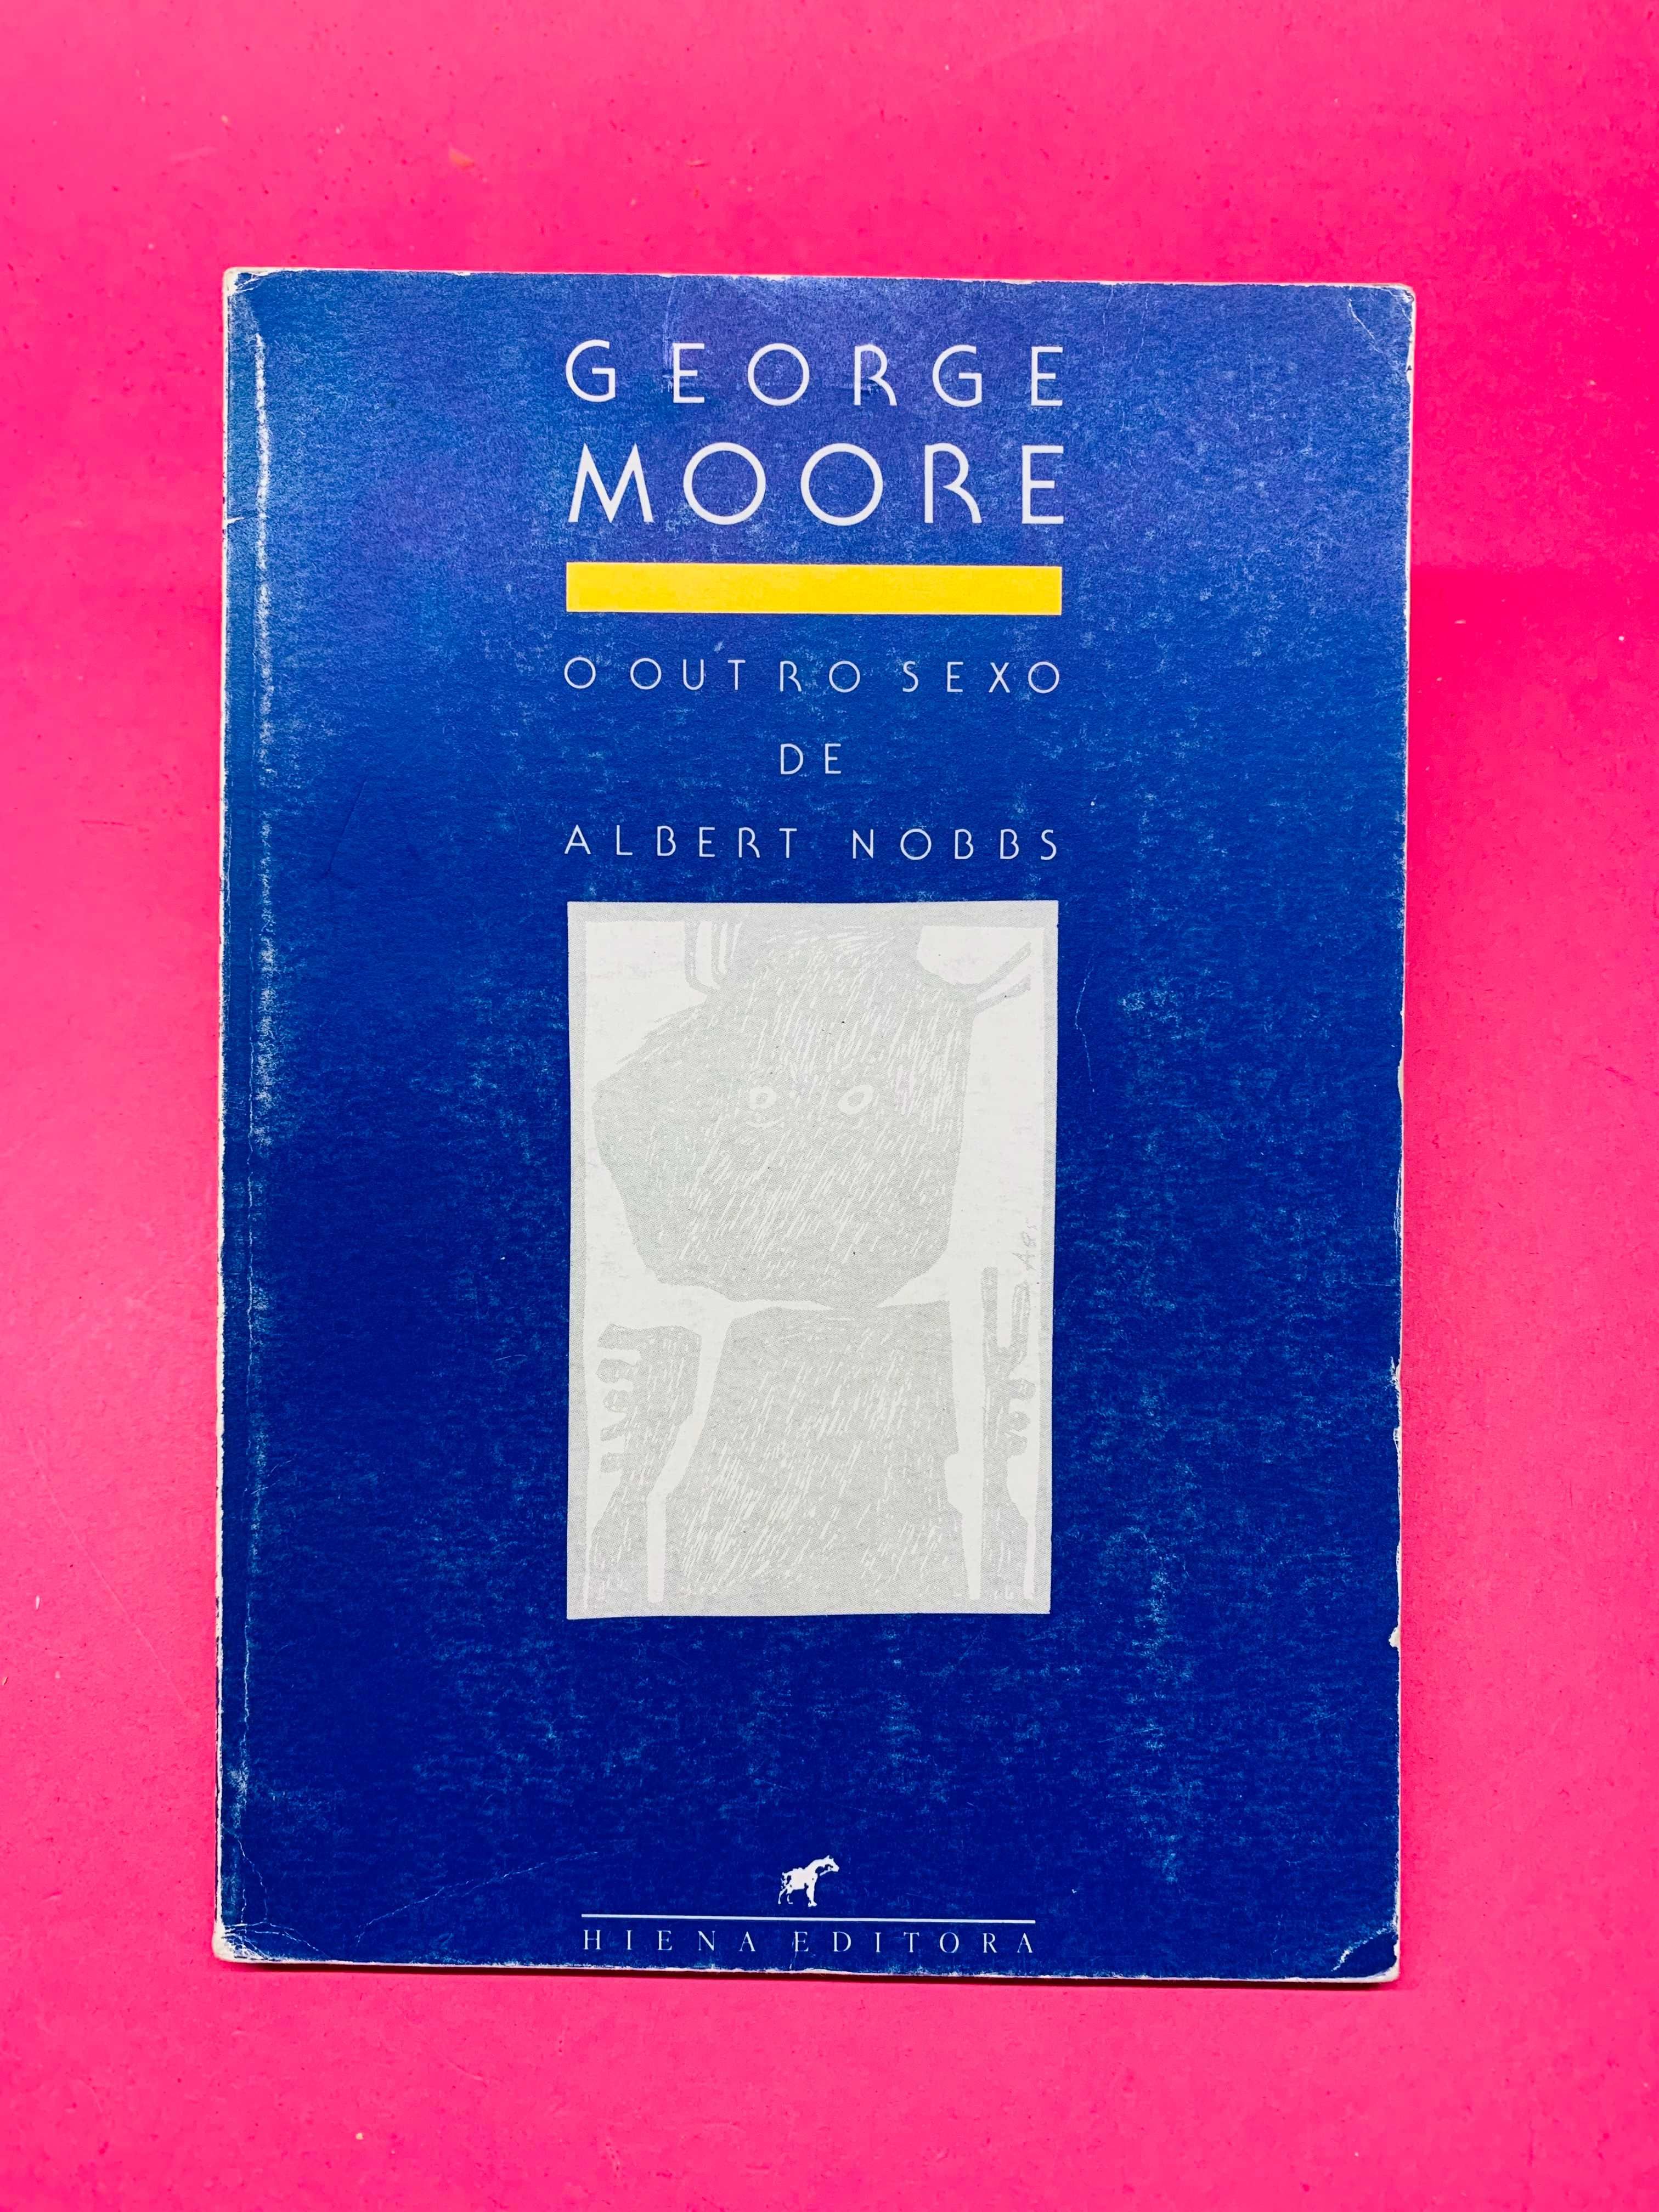 GEORGE
MOORE
O OUTRO SEXO
DE
ALBERT NOBBS
HIENA EDITORA